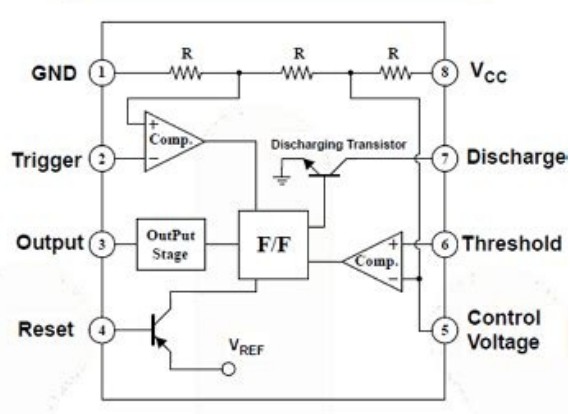 R R R
GND 1 8 VCC
+
Comp.
−
Trigger 2
Discharging Transistor
7 Discharge
Output 3
OutPut
Stage
F/F
+
Comp.
−
6 Threshold
Reset 4
VREF
5 Control
Voltage